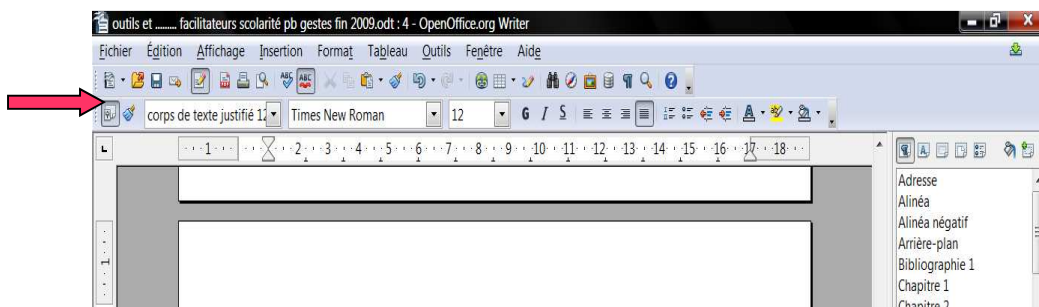 outils et ........ facilitateurs scolarité pb gestes fin 2009.odt : 4 - OpenOffice.org Writer
Fichier Édition Affichage Insertion Format Tableau Outils Fenêtre Aide
corps de texte justifié 12 Times New Roman 12 G I S
1 2 3 4 5 6 7 8 9 10 11 12 13 14 15 16 17 18
1
Adresse
Alinéa
Alinéa négatif
Arrière-plan
Bibliographie 1
Chapitre 1
Chapitre 2